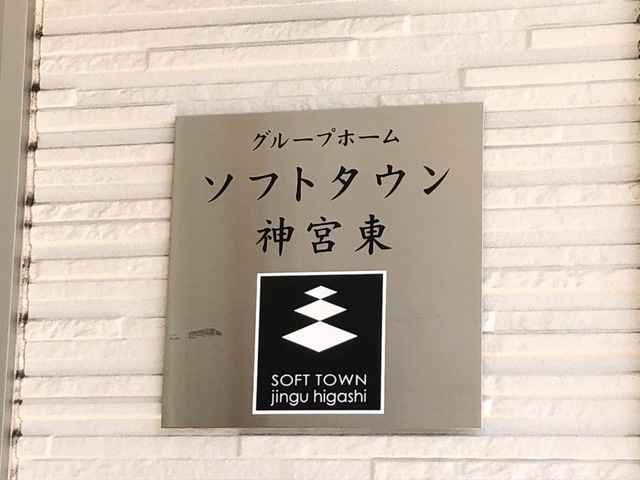 グループホーム
ソフトタウン
神宮東
SOFT TOWN
jingu higashi